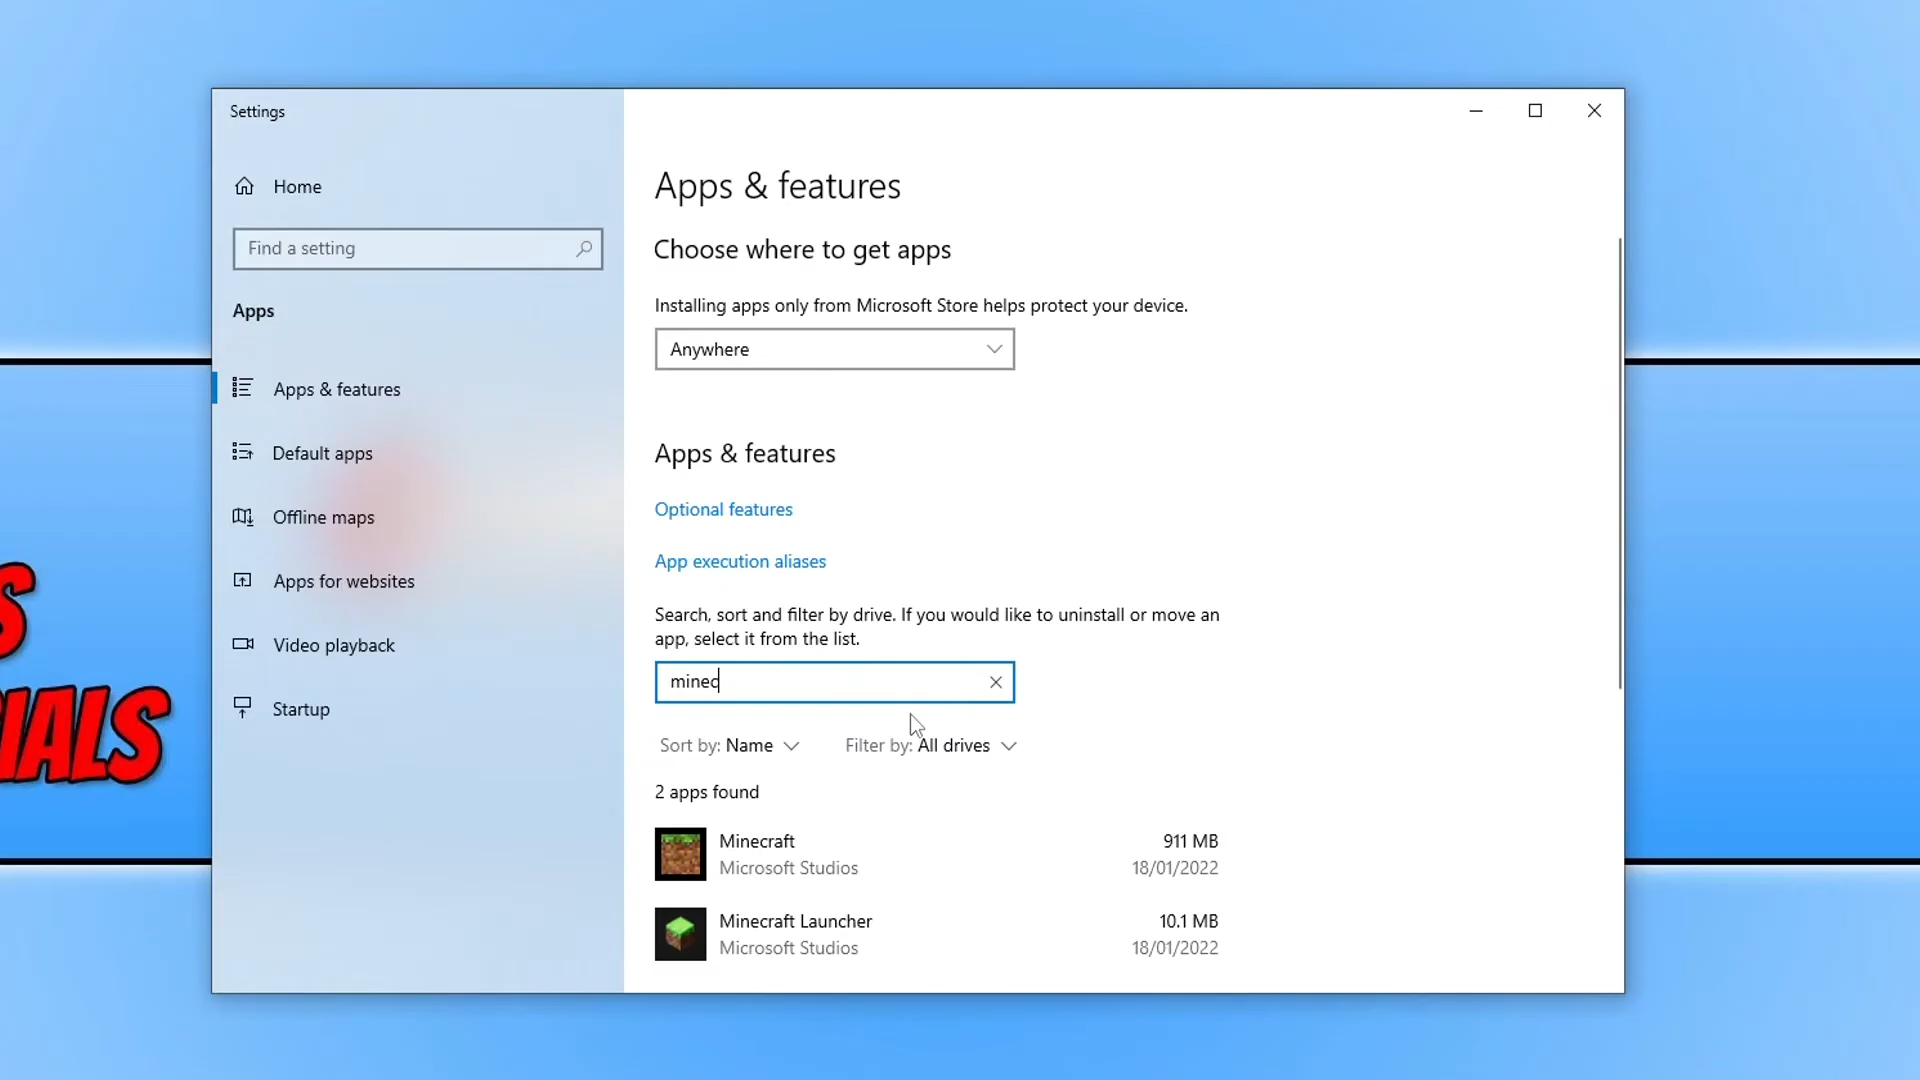 Settings
Home
Find a setting
Apps
Apps & features
Default apps
Offline maps
Apps for websites
Video playback
Startup
Apps & features
Choose where to get apps
Installing apps only from Microsoft Store helps protect your device.
Anywhere
Apps & features
Optional features
App execution aliases
Search, sort and filter by drive. If you would like to uninstall or move an
app, select it from the list.
minec
Sort by: Name
Filter by: All drives
2 apps found
Minecraft
911 MB
Microsoft Studios
18/01/2022
Minecraft Launcher
10.1 MB
Microsoft Studios
18/01/2022
S
IALS